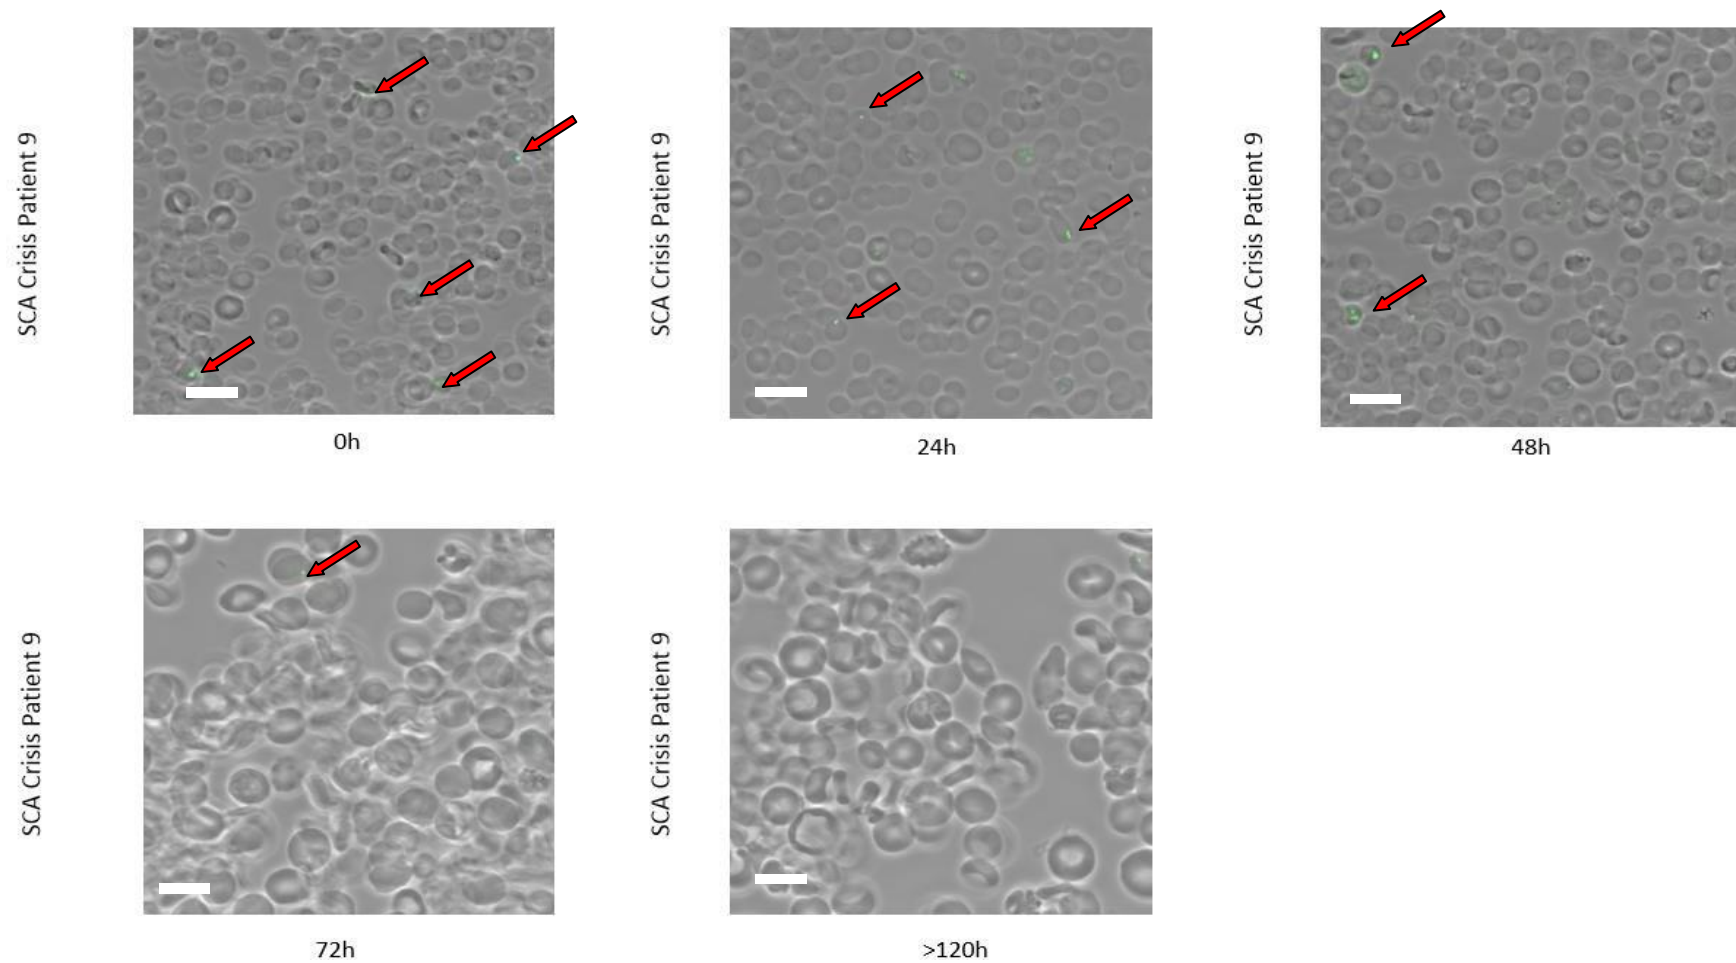 SCA Crisis Patient 9
0h
SCA Crisis Patient 9
24h
SCA Crisis Patient 9
48h
SCA Crisis Patient 9
72h
SCA Crisis Patient 9
>120h